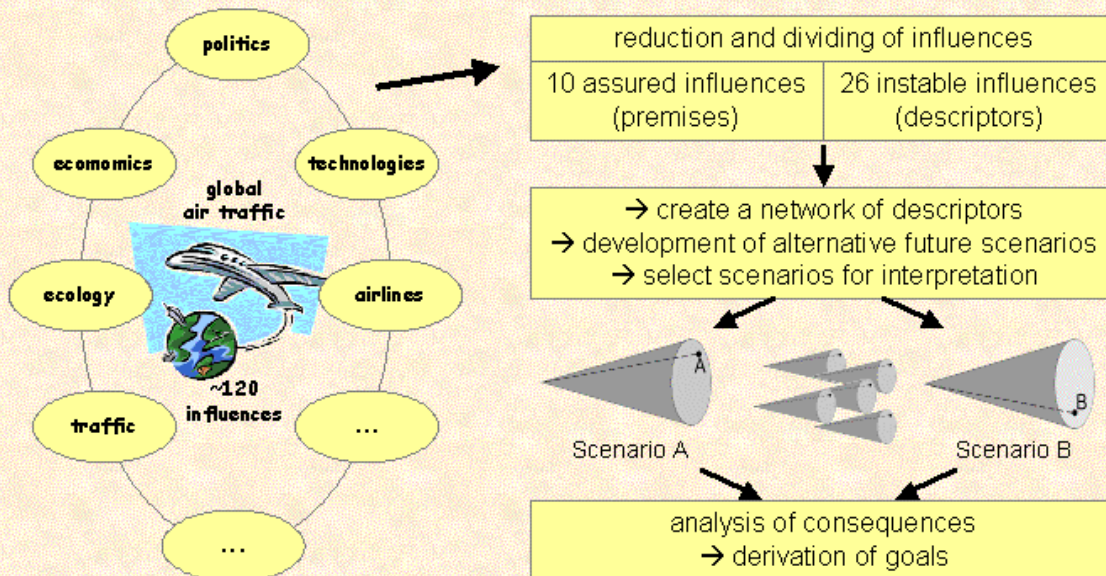 politics
ecomomics
technologies
global
air traffic
ecology
airlines
~120
influences
traffic
...
...
reduction and dividing of influences
10 assured influences
(premises)
26 instable influences
(descriptors)
→ create a network of descriptors
→ development of alternative future scenarios
→ select scenarios for interpretation
A
B
Scenario A
Scenario B
analysis of consequences
→ derivation of goals